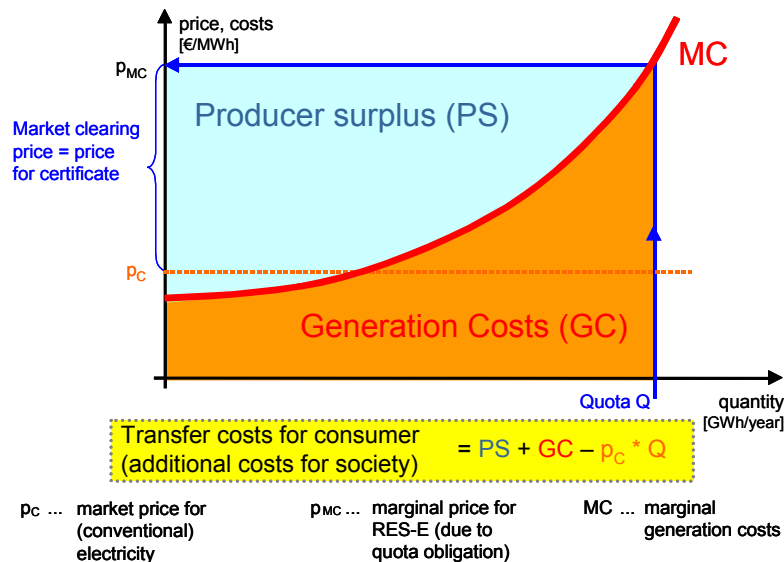 price, costs
[€/MWh]
pMC
MC
Producer surplus (PS)
Market clearing
price = price
for certificate
pC
Generation Costs (GC)
Quota Q
quantity
[GWh/year]
Transfer costs for consumer
(additional costs for society)
= PS + GC – pC * Q
pC ... market price for
(conventional)
electricity
pMC ... marginal price for
RES-E (due to
quota obligation)
MC ... marginal
generation costs